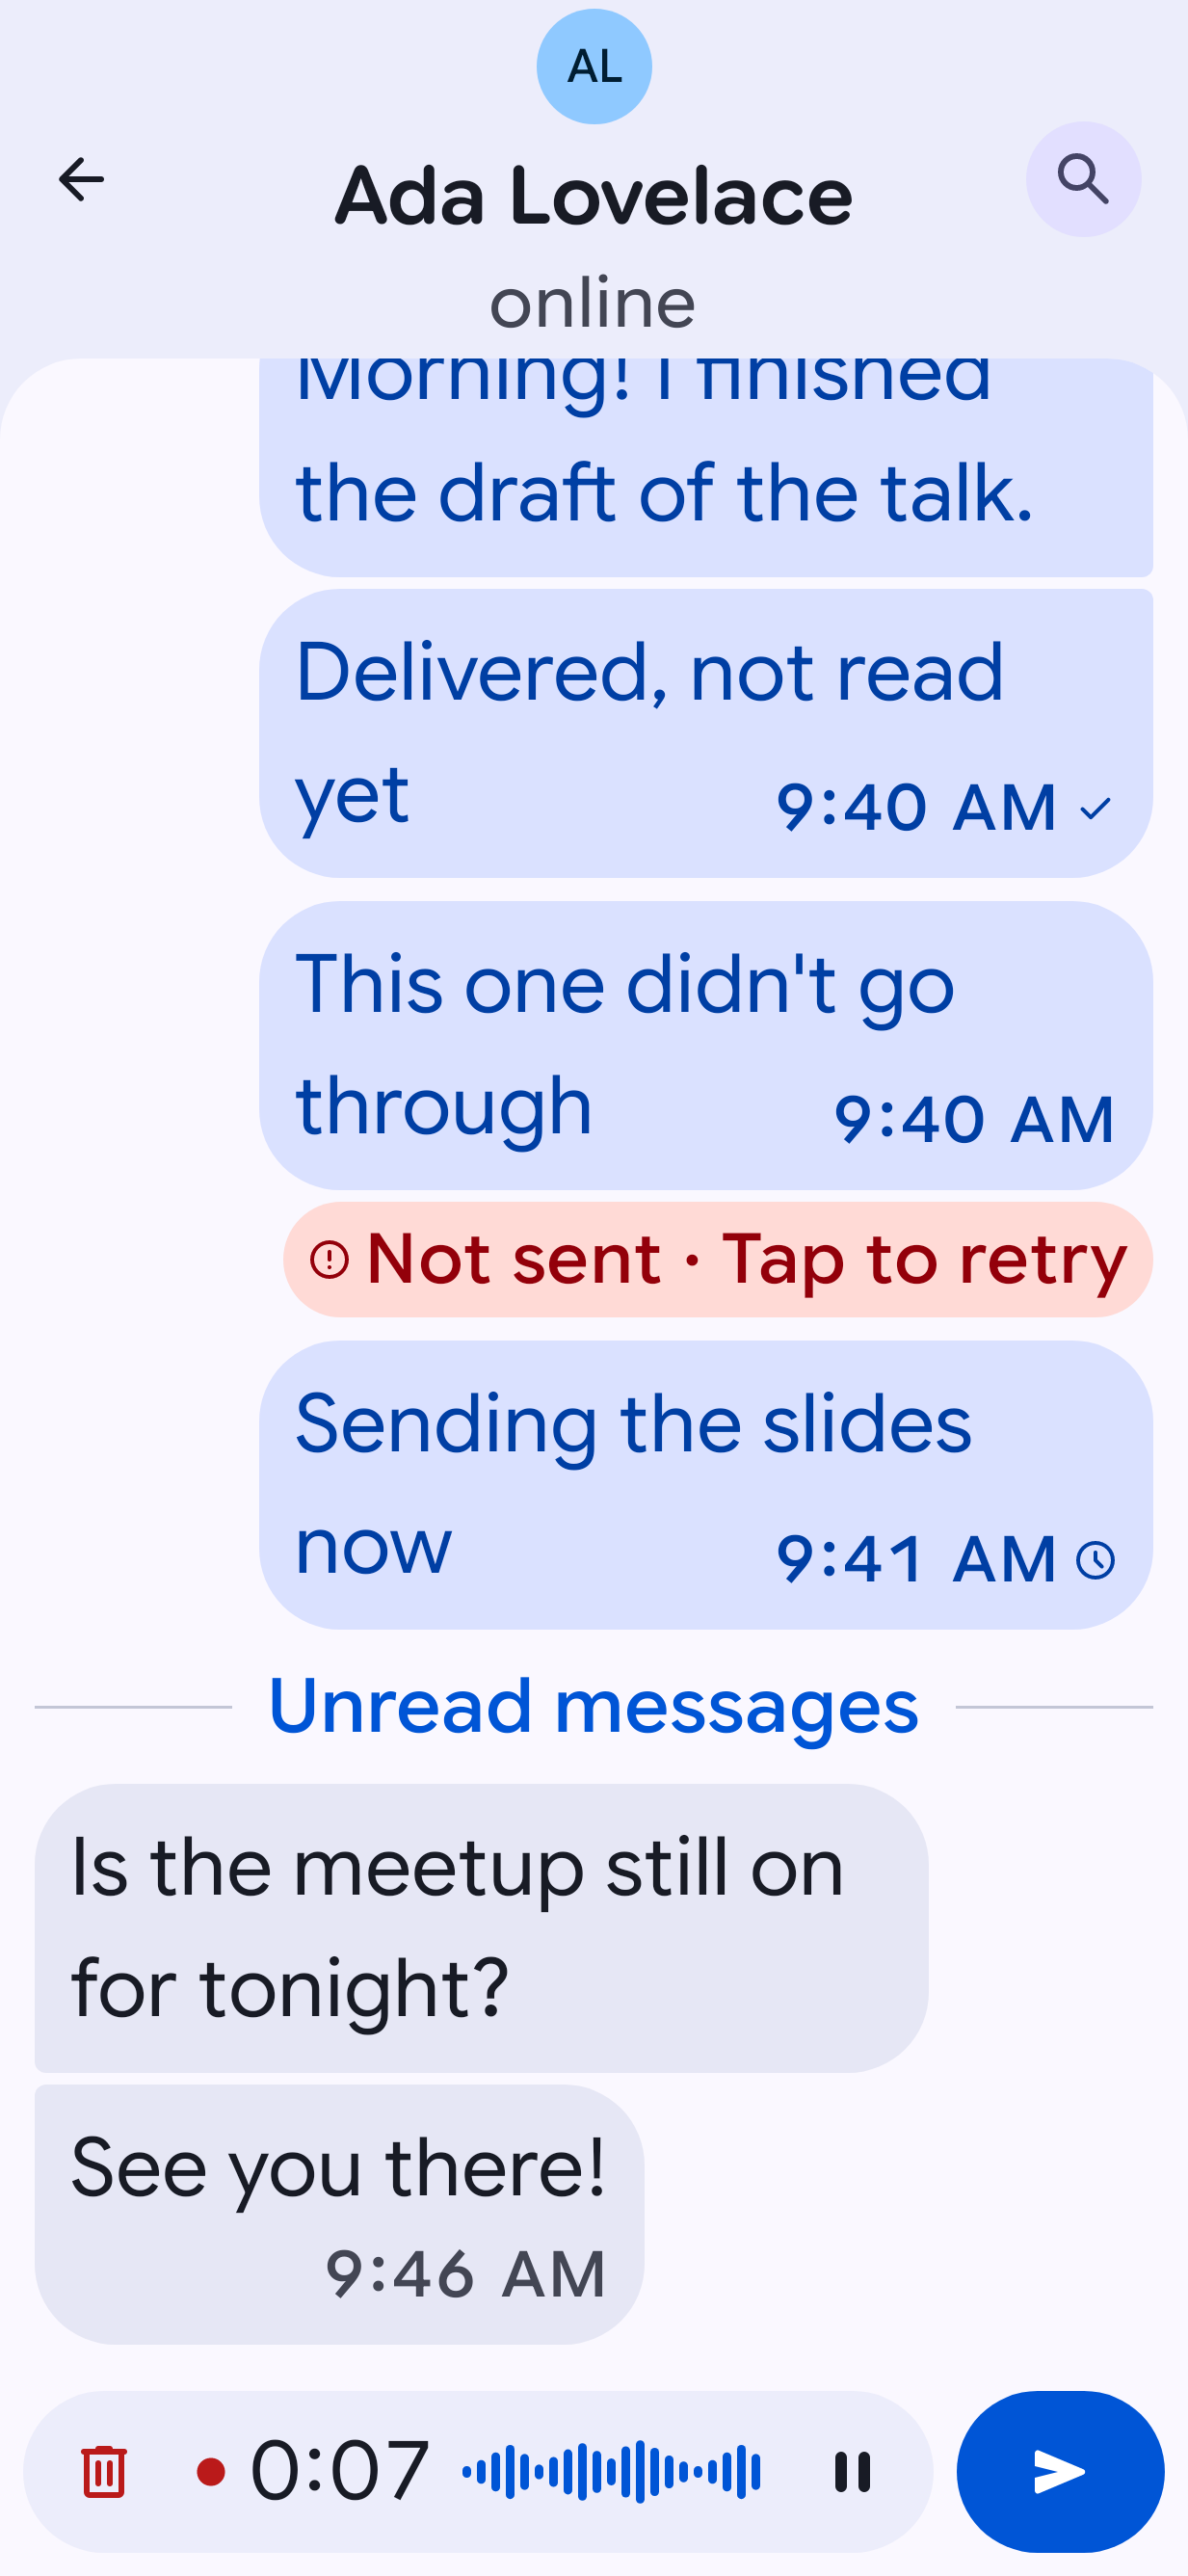 AL
Ada Lovelace
online
Morning! I finished
the draft of the talk.
Delivered, not read
yet
9:40 AM
This one didn't go
through
9:40 AM
Not sent · Tap to retry
Sending the slides
now
9:41 AM
Unread messages
Is the meetup still on
for tonight?
See you there!
9:46 AM
0:07